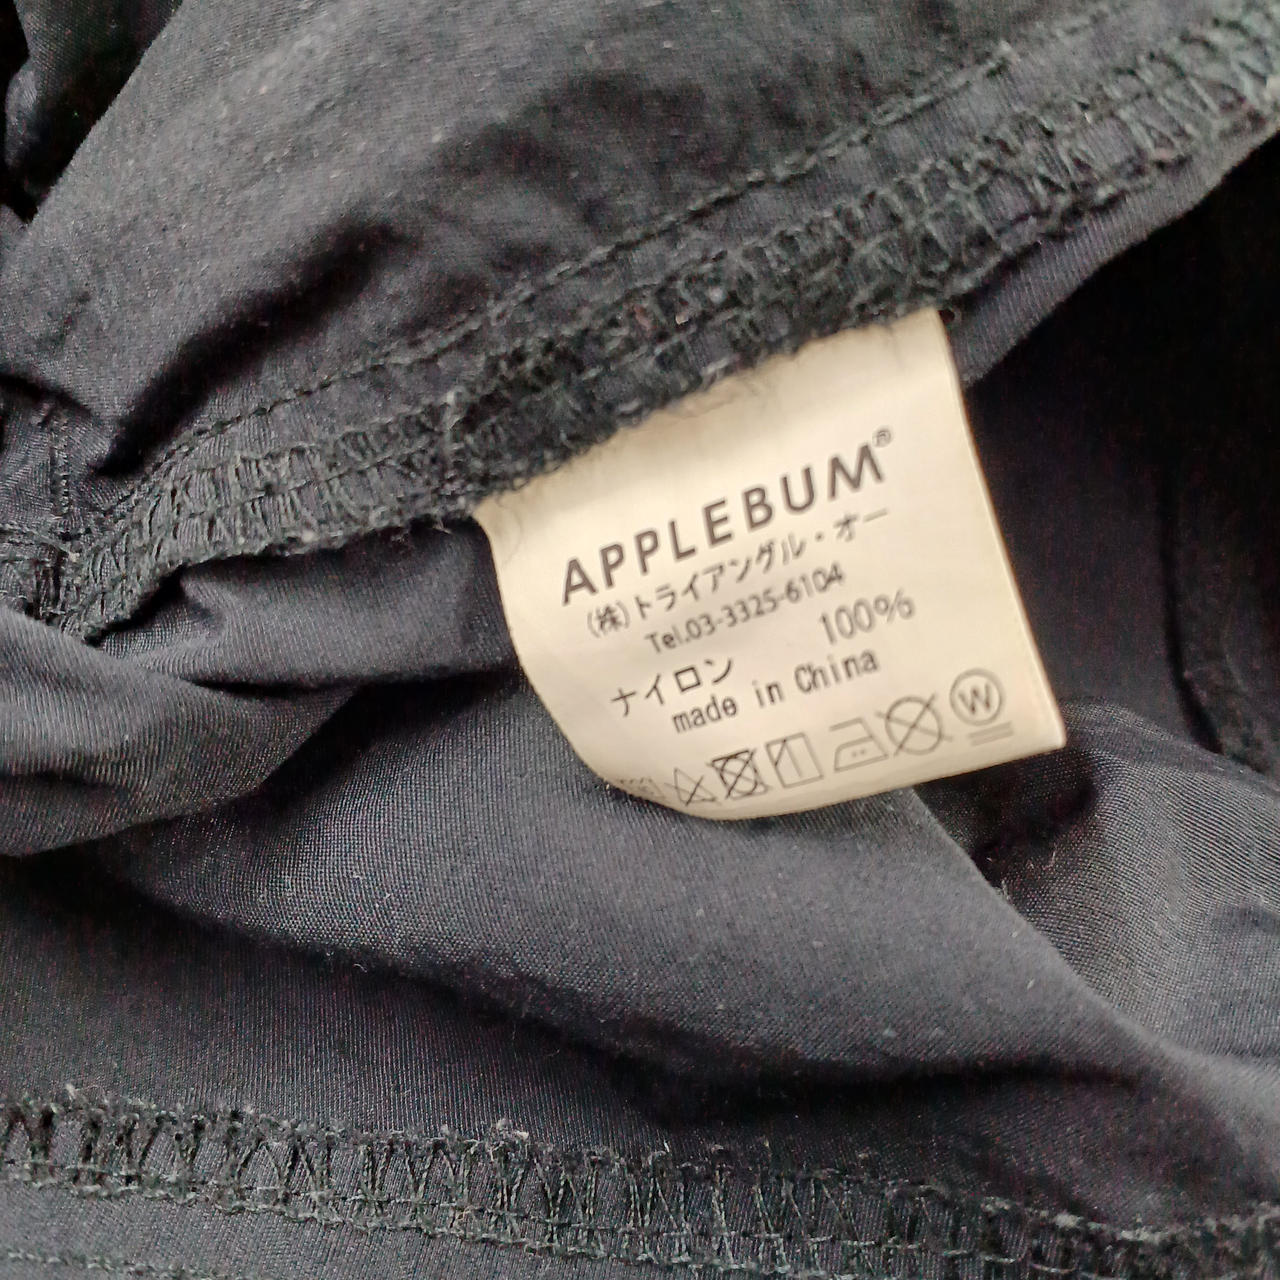 APPLEBUM®
(株)トライアングル・オー
Tel.03-3325-6104
ナイロン 100%
made in China
W